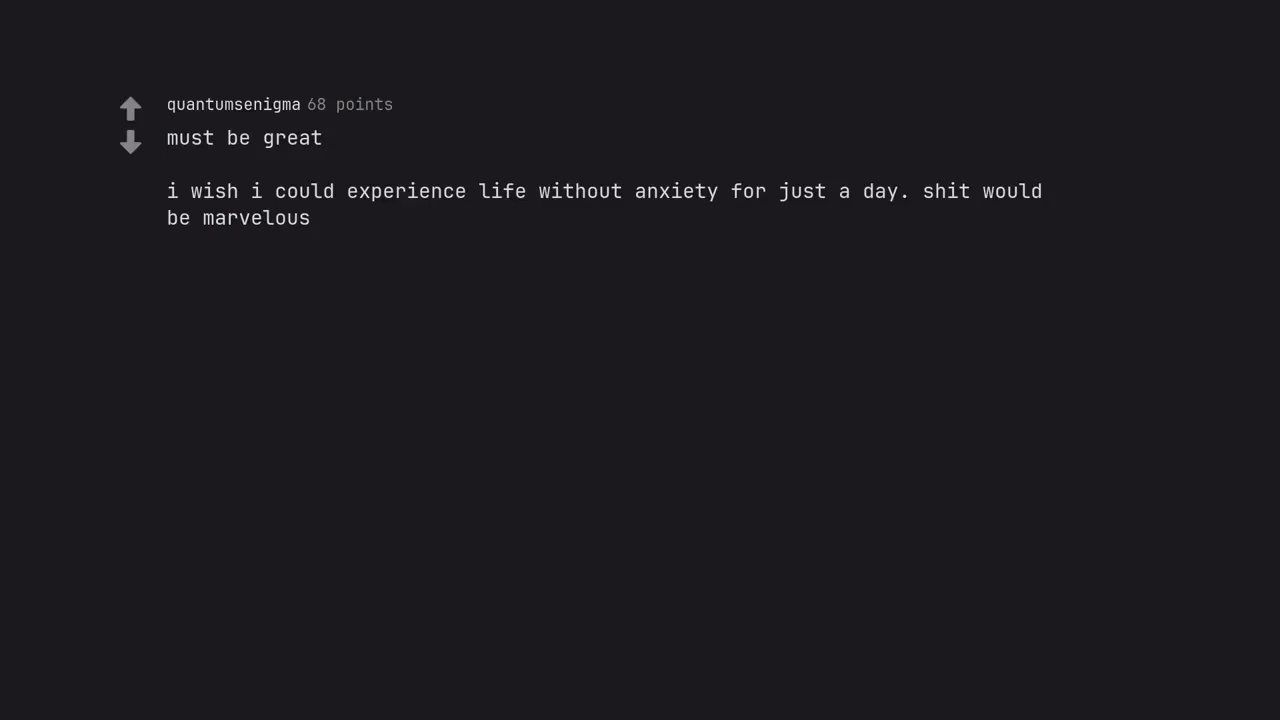 quantumsenigma 68 points
must be great
i wish i could experience life without anxiety for just a day. shit would
be marvelous